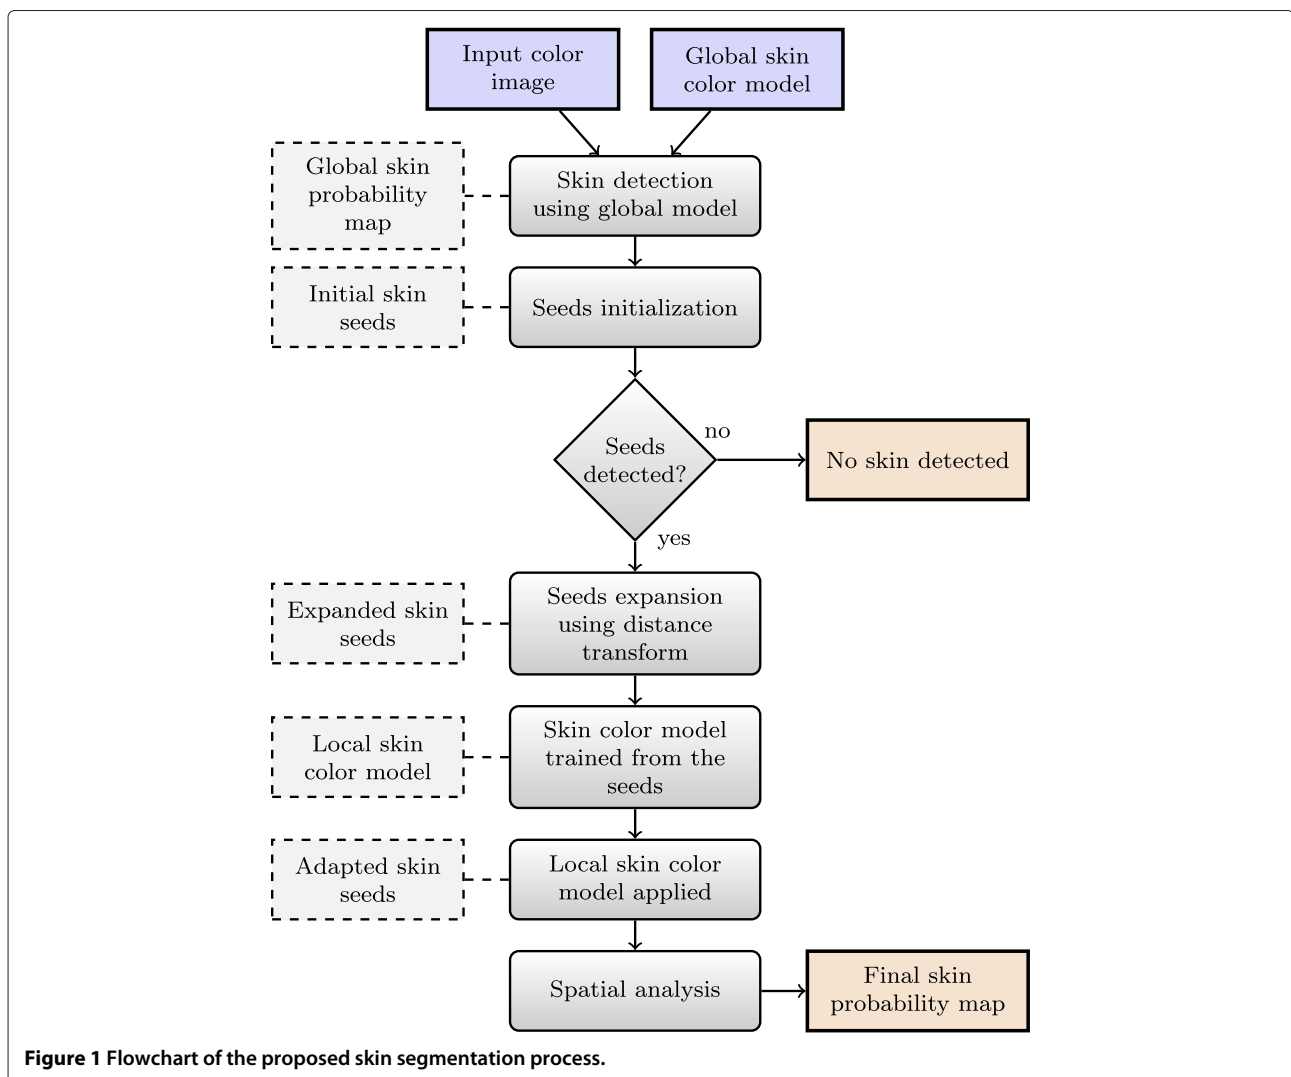 Input color
image
Global skin
color model
Global skin
probability
map
Skin detection
using global model
Initial skin
seeds
Seeds initialization
Seeds
detected?
no
No skin detected
yes
Expanded skin
seeds
Seeds expansion
using distance
transform
Local skin
color model
Skin color model
trained from the
seeds
Adapted skin
seeds
Local skin color
model applied
Spatial analysis
Final skin
probability map
Figure 1 Flowchart of the proposed skin segmentation process.